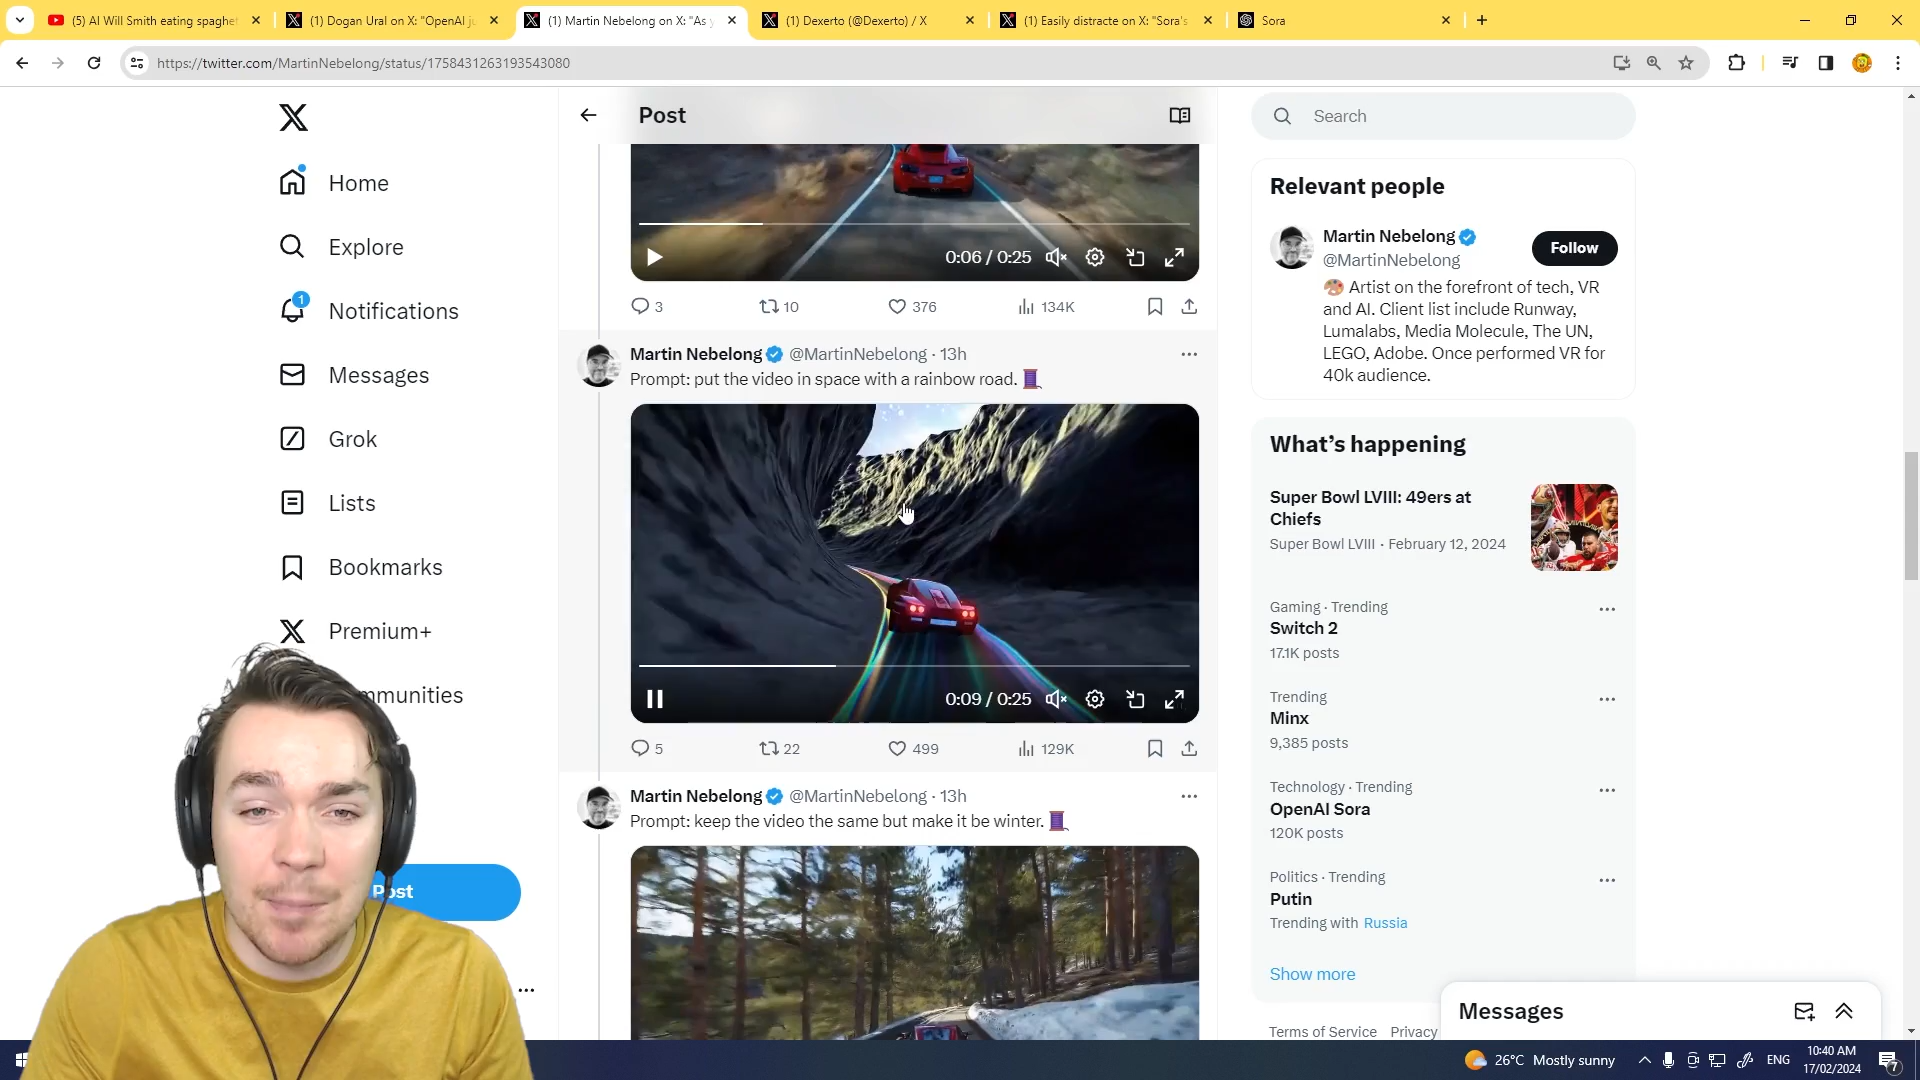 (5) AI Will Smith eating spaghet
(1) Dogan Ural on X: "OpenAI ju
(1) Martin Nebelong on X: "As y
(1) Dexerto (@Dexerto) / X
(1) Easily distracte on X: "Sora's
Sora
https://twitter.com/MartinNebelong/status/1758431263193543080
Home
Explore
1
Notifications
Messages
Grok
Lists
Bookmarks
Premium+
mmunities
Post
Post
0:06 / 0:25
3
10
376
134K
Martin Nebelong @MartinNebelong · 13h
Prompt: put the video in space with a rainbow road.
0:09 / 0:25
5
22
499
129K
Martin Nebelong @MartinNebelong · 13h
Prompt: keep the video the same but make it be winter.
Search
Relevant people
Martin Nebelong
@MartinNebelong
Follow
Artist on the forefront of tech, VR
and AI. Client list include Runway,
Lumalabs, Media Molecule, The UN,
LEGO, Adobe. Once performed VR for
40k audience.
What's happening
Super Bowl LVIII: 49ers at
Chiefs
Super Bowl LVIII · February 12, 2024
Gaming · Trending
Switch 2
17.1K posts
Trending
Minx
9,385 posts
Technology · Trending
OpenAI Sora
120K posts
Politics · Trending
Putin
Trending with Russia
Show more
Terms of Service Privacy
Messages
26°C Mostly sunny
ENG
10:40 AM
17/02/2024
7